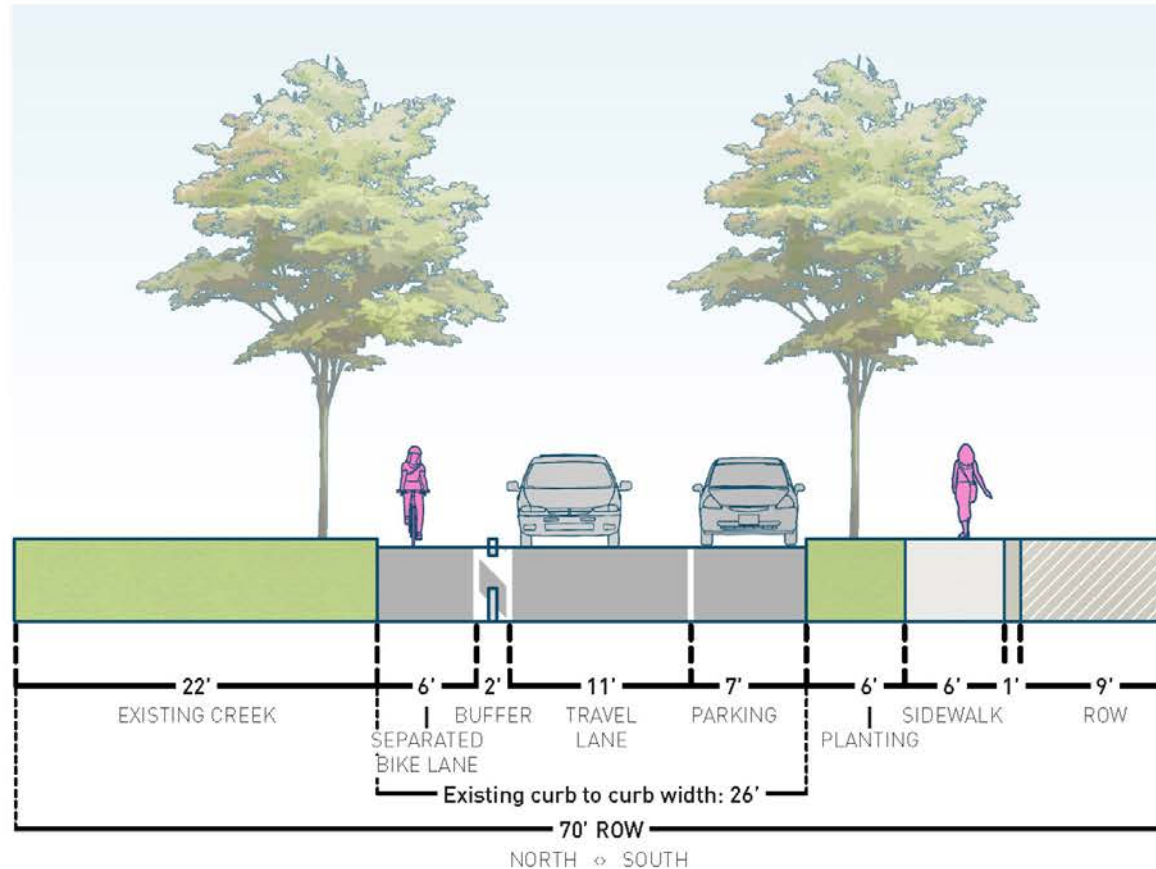 22' 6' 2' 11' 7' 6' 6' 1' 9'
EXISTING CREEK
SEPARATED
BIKE LANE
BUFFER
TRAVEL
LANE
PARKING
PLANTING
SIDEWALK
ROW
Existing curb to curb width: 26'
70' ROW
NORTH <> SOUTH